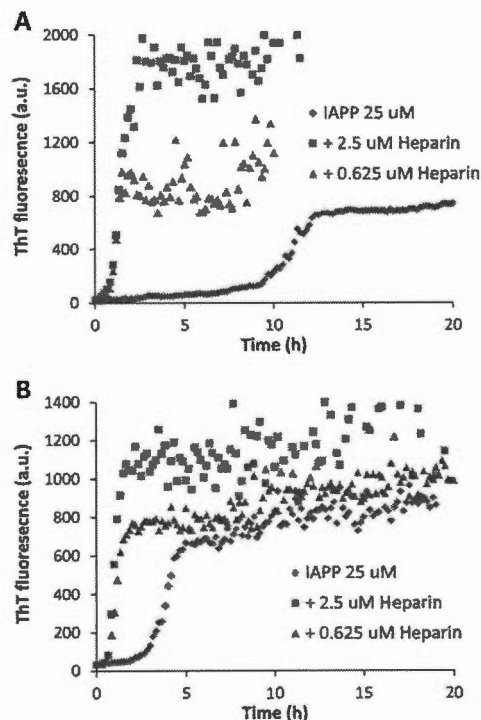 A
2000
1600
1200
800
400
0
ThT fluoresecnce (a.u.)
IAPP 25 uM
+ 2.5 uM Heparin
+ 0.625 uM Heparin
0 5 10 15 20
Time (h)
B
1400
1200
1000
800
600
400
200
0
ThT fluoresecnce (a.u.)
IAPP 25 uM
+ 2.5 uM Heparin
+ 0.625 uM Heparin
0 5 10 15 20
Time (h)